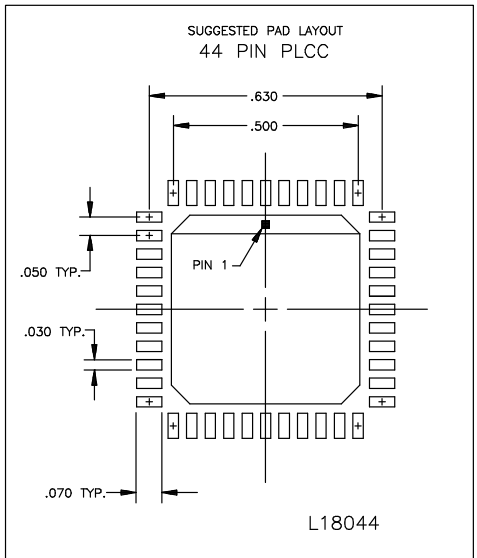 SUGGESTED PAD LAYOUT
44 PIN PLCC
.630
.500
PIN 1
.050 TYP.
.030 TYP.
.070 TYP.
L18044